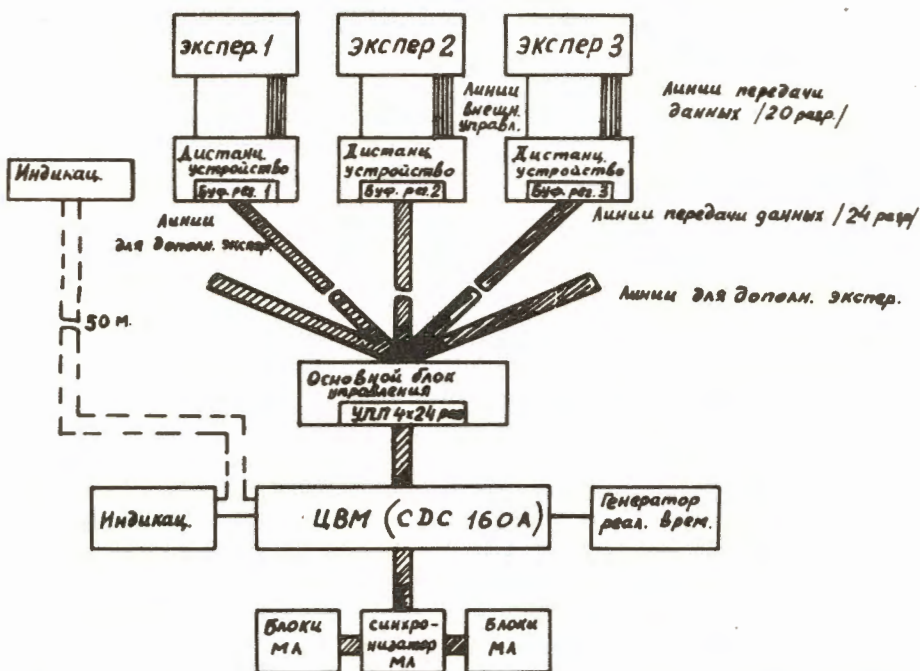 экспер. 1
экспер 2
экспер 3
Линии
внешн.
управл.
Линии передачи
данных /20 разр./
Дистанц.
устройство
Буф. рег. 1
Дистанц
устройство
Буф. рег. 2
Дистанц
устройство
Буф. рег. 3
Индикац.
Линии
для дополн. экспер.
Линии передачи данных /24 разр/
Линии для дополн. экспер.
50 м.
Основной блок
управления
УПП 4x24 раз
Индикац.
ЦВМ (CDC 160A)
Генератор
реал. врем.
Блоки
МЛ
синхро-
низатор
МЛ
Блоки
МЛ